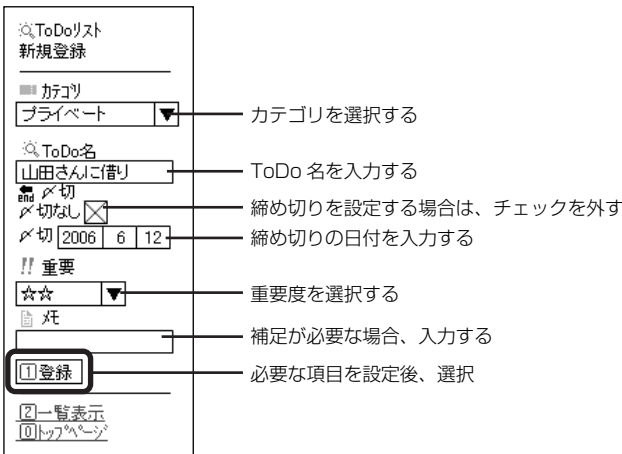 ToDoリスト
新規登録
カテゴリ
プライベート ▼ カテゴリを選択する
ToDo名
山田さんに借り ToDo 名を入力する
end 〆切
〆切なし ☒ 締め切りを設定する場合は、チェックを外す
〆切 2006 6 12 締め切りの日付を入力する
!! 重要
☆☆ ▼ 重要度を選択する
メモ
補足が必要な場合、入力する
1 登録 必要な項目を設定後、選択
2 一覧表示
0 トップページ